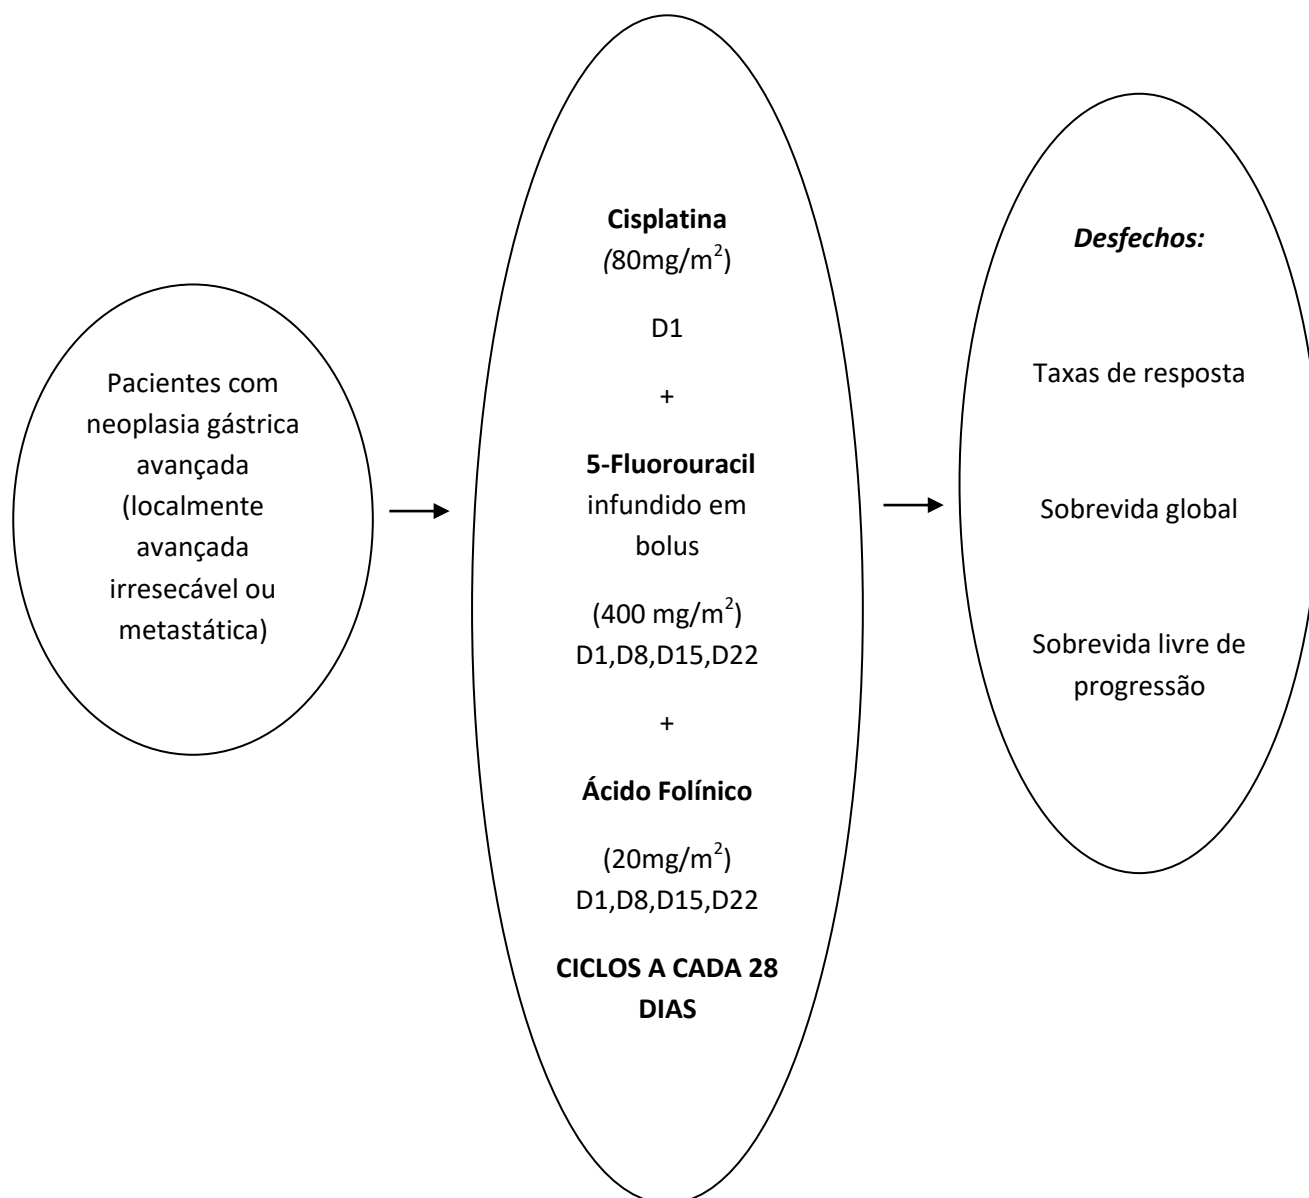 Pacientes com
neoplasia gástrica
avançada
(localmente
avançada
irresecável ou
metastática)
Cisplatina
(80mg/m²)
D1
+
5-Fluorouracil
infundido em
bolus
(400 mg/m²)
D1,D8,D15,D22
+
Ácido Folínico
(20mg/m²)
D1,D8,D15,D22
CICLOS A CADA 28
DIAS
Desfechos:
Taxas de resposta
Sobrevida global
Sobrevida livre de
progressão